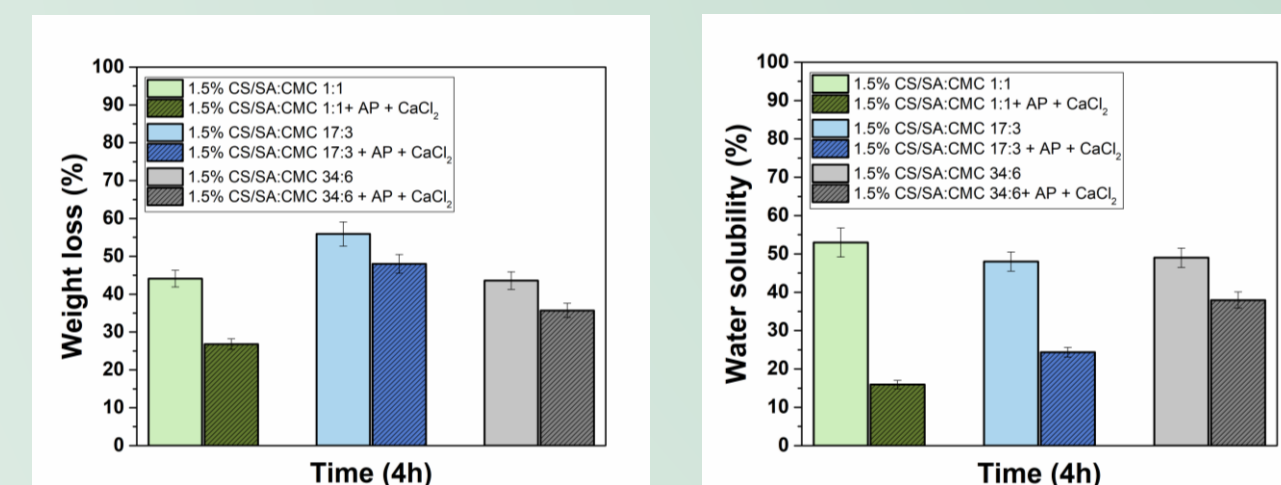 Weight loss (%)
100
90
80
70
60
50
40
30
20
10
0
1.5% CS/SA:CMC 1:1
1.5% CS/SA:CMC 1:1+ AP + CaCl₂
1.5% CS/SA:CMC 17:3
1.5% CS/SA:CMC 17:3 + AP + CaCl₂
1.5% CS/SA:CMC 34:6
1.5% CS/SA:CMC 34:6 + AP + CaCl₂
Time (4h)
Water solubility (%)
100
90
80
70
60
50
40
30
20
10
0
1.5% CS/SA:CMC 1:1
1.5% CS/SA:CMC 1:1+ AP + CaCl₂
1.5% CS/SA:CMC 17:3
1.5% CS/SA:CMC 17:3 + AP + CaCl₂
1.5% CS/SA:CMC 34:6
1.5% CS/SA:CMC 34:6+ AP + CaCl₂
Time (4h)